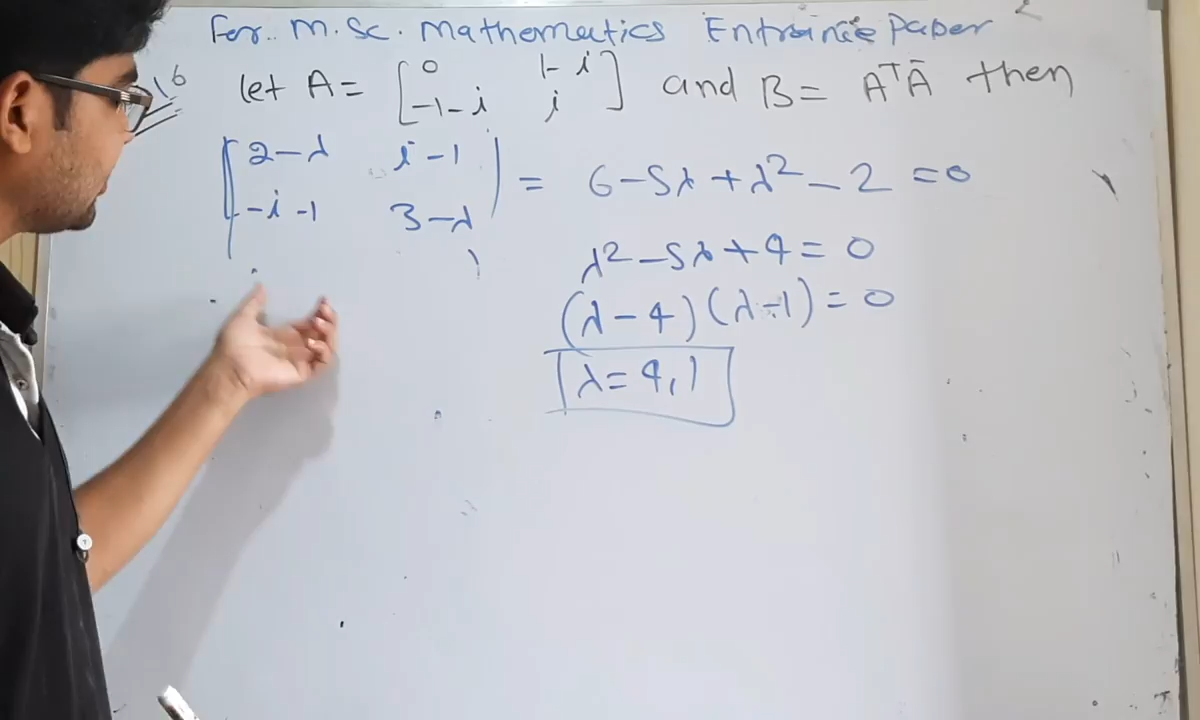 For. M.Sc. Mathematics Entrance Paper
16 let A = [ 0 1-i ] and B = AᵀĀ then
[ -1-i i ]
| 2-λ i-1 | = 6-5λ+λ²-2 =0
| -i-1 3-λ |
λ²-5λ+4=0
(λ-4)(λ-1)=0
λ=4,1